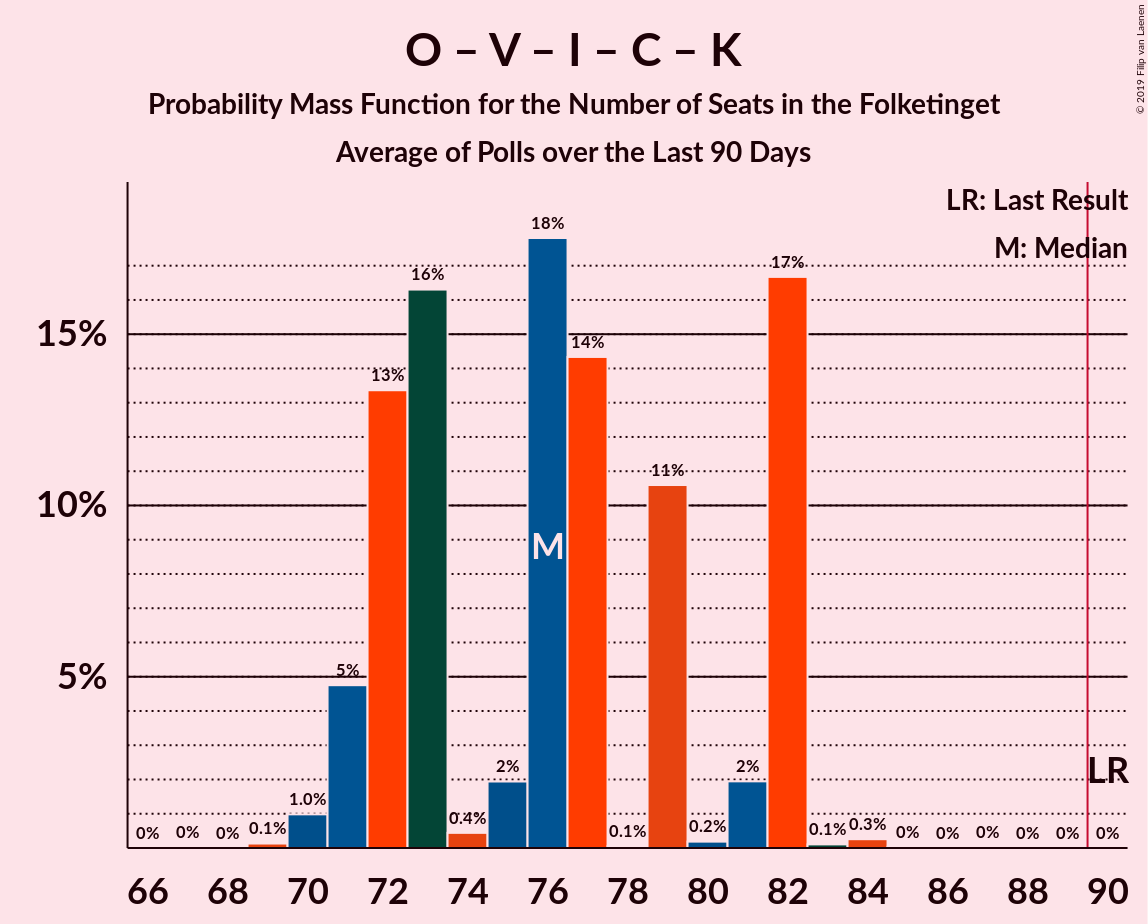 O – V – I – C – K
Probability Mass Function for the Number of Seats in the Folketinget
Average of Polls over the Last 90 Days
© 2019 Filip van Laenen
LR: Last Result
M: Median
18%
17%
16%
15%
14%
13%
11%
10%
M
5%
5%
2%
2%
LR
1.0%
0% 0% 0% 0.1% 0.4% 0.1% 0.2% 0.1% 0.3% 0% 0% 0% 0% 0% 0%
66 68 70 72 74 76 78 80 82 84 86 88 90